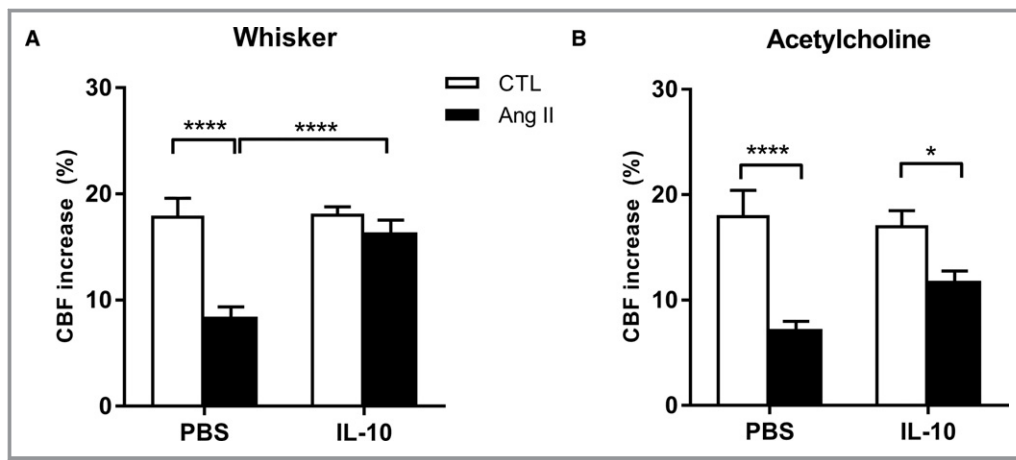 A
Whisker
B
Acetylcholine
CTL
Ang II
CBF increase (%)
30
20
10
0
****
****
PBS
IL-10
CBF increase (%)
30
20
10
0
****
*
PBS
IL-10